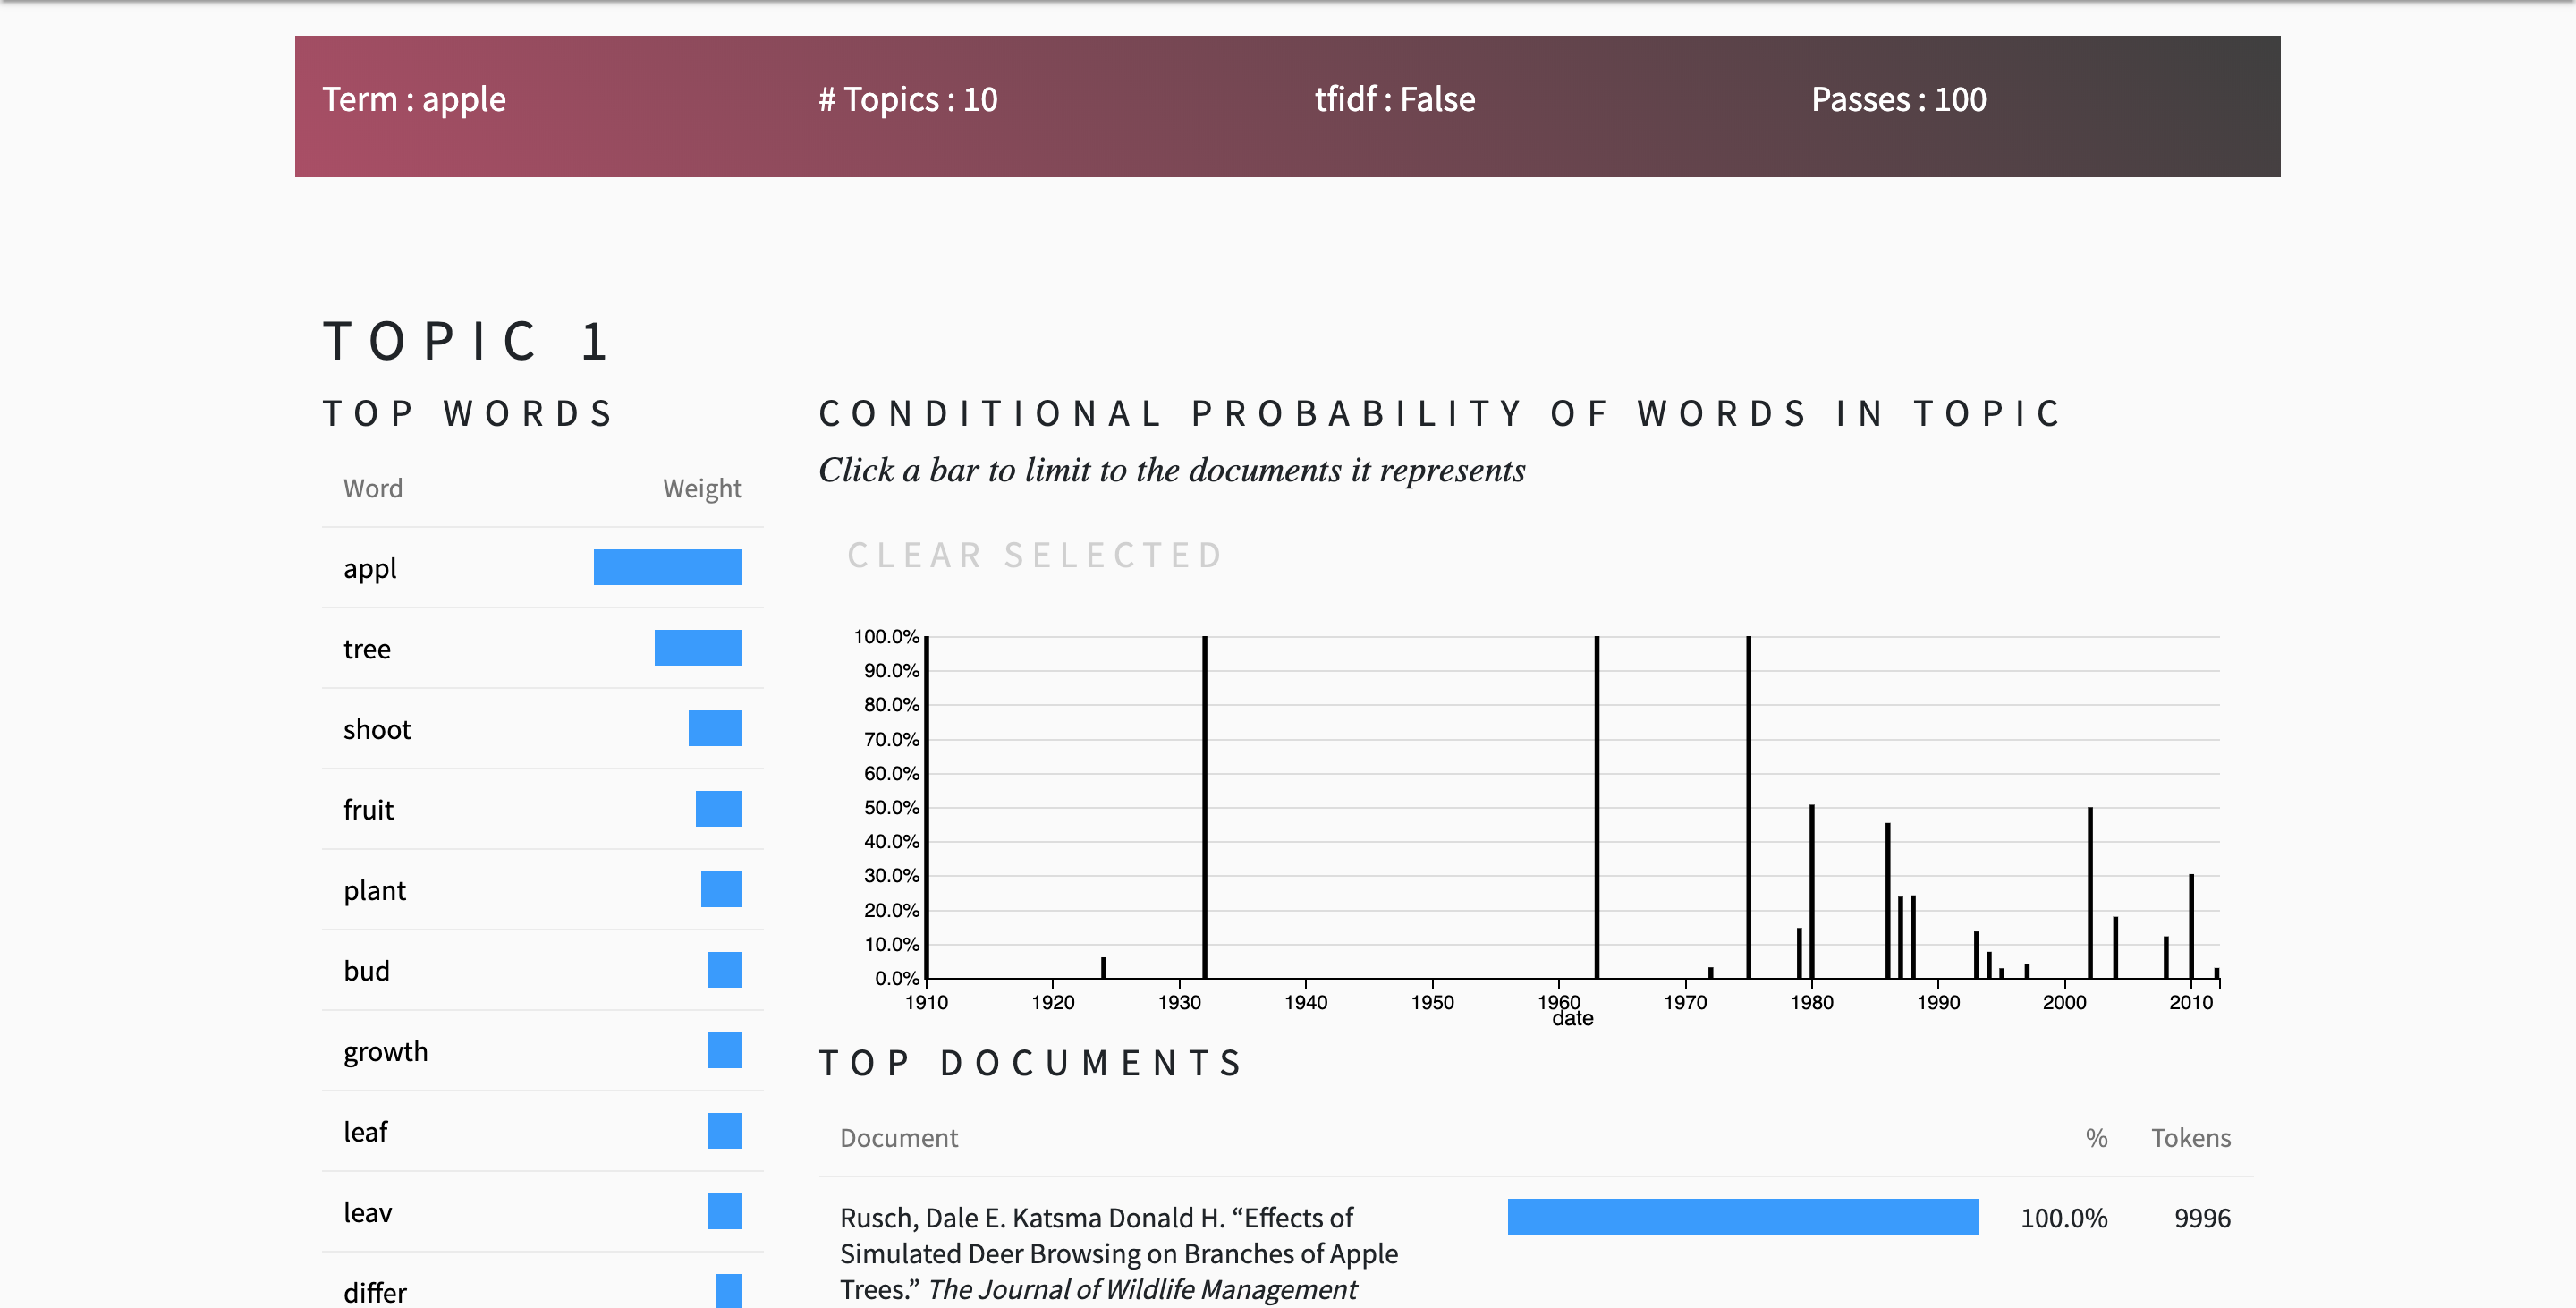 Term : apple
# Topics : 10
tfidf : False
Passes : 100
TOPIC 1
TOP WORDS
Word Weight
appl
tree
shoot
fruit
plant
bud
growth
leaf
leav
differ
CONDITIONAL PROBABILITY OF WORDS IN TOPIC
Click a bar to limit to the documents it represents
CLEAR SELECTED
100.0%
90.0%
80.0%
70.0%
60.0%
50.0%
40.0%
30.0%
20.0%
10.0%
0.0%
1910 1920 1930 1940 1950 1960 1970 1980 1990 2000 2010
date
TOP DOCUMENTS
Document % Tokens
Rusch, Dale E. Katsma Donald H. “Effects of 100.0% 9996
Simulated Deer Browsing on Branches of Apple
Trees.” The Journal of Wildlife Management